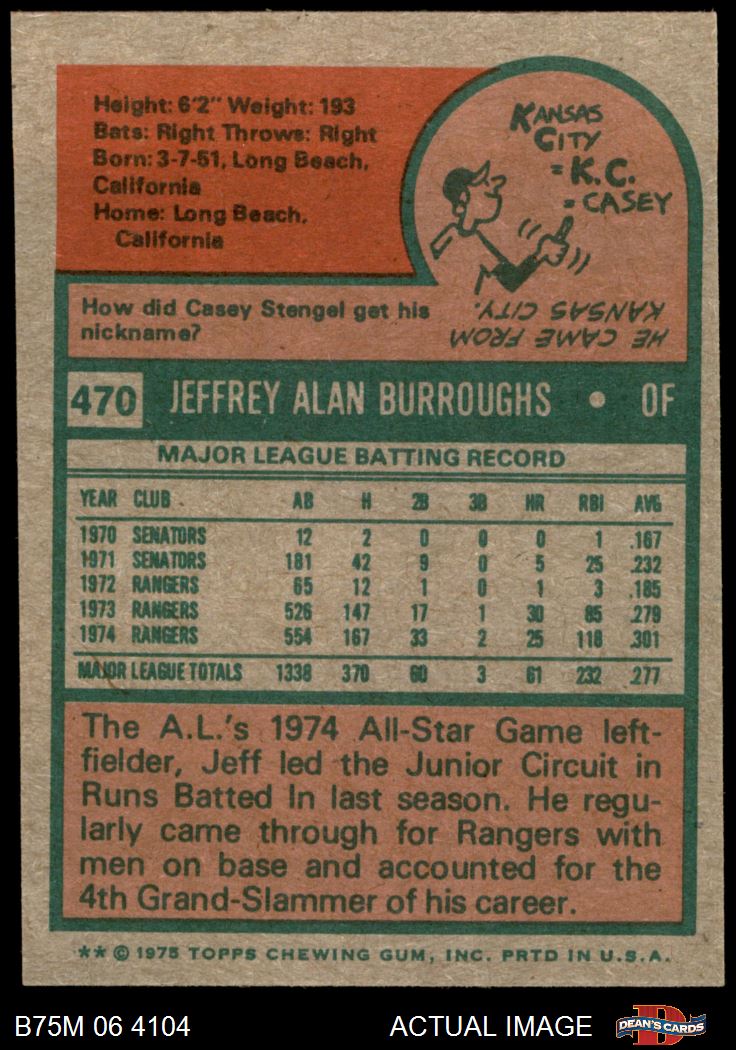 Height: 6'2" Weight: 193
Bats: Right Throws: Right
Born: 3-7-51, Long Beach,
California
Home: Long Beach,
California
KANSAS
CITY
= K.C.
= CASEY
How did Casey Stengel get his
nickname?
HE CAME FROM
KANSAS CITY.
470 JEFFREY ALAN BURROUGHS • OF
MAJOR LEAGUE BATTING RECORD
YEAR CLUB AB H 2B 3B HR RBI AVG
1970 SENATORS 12 2 0 0 0 1 .167
1971 SENATORS 181 42 9 0 5 25 .232
1972 RANGERS 65 12 1 0 1 3 .185
1973 RANGERS 526 147 17 1 30 85 .279
1974 RANGERS 554 167 33 2 25 118 .301
MAJOR LEAGUE TOTALS 1338 370 60 3 61 232 .277
The A.L.'s 1974 All-Star Game left-
fielder, Jeff led the Junior Circuit in
Runs Batted In last season. He regu-
larly came through for Rangers with
men on base and accounted for the
4th Grand-Slammer of his career.
** © 1975 TOPPS CHEWING GUM, INC. PRTD IN U.S.A.
B75M 06 4104 ACTUAL IMAGE D DEAN'S CARDS